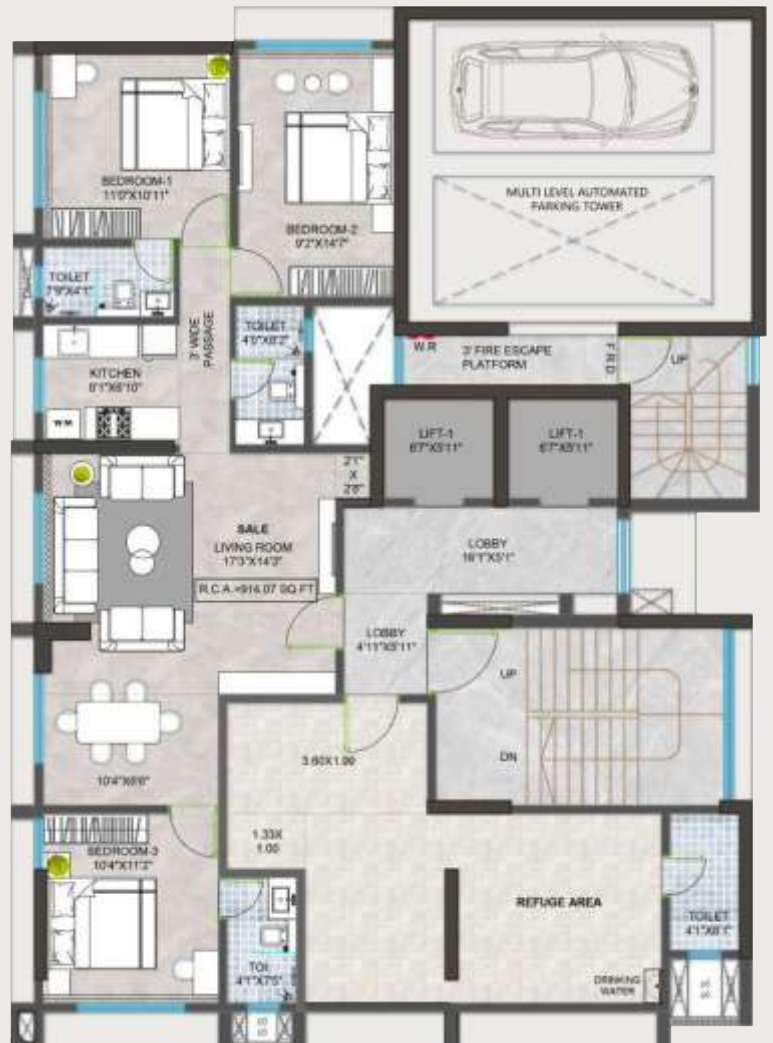 MULTI LEVEL AUTOMATED
PARKING TOWER
BEDROOM-1
11'0"X10'11"
BEDROOM-2
9'2"X14'7"
TOILET
7'9"X4'1"
3' WIDE
PASSAGE
TOILET
W.R
3' FIRE ESCAPE
PLATFORM
F.R.D
UP
KITCHEN
8'1"X6'10"
W.M.
LIFT-1
6'7"X5'11"
LIFT-1
6'7"X5'11"
2'1"
X
2'8"
SALE
LIVING ROOM
17'3"X14'3"
R.C.A.=914.07 SQ FT
LOBBY
16'1"X5'1"
LOBBY
4'11"X5'11"
UP
DN
3.60X1.99
10'4"X8'6"
1.33X
1.00
BEDROOM-3
10'4"X11'2"
REFUGE AREA
TOILET
4'1"X8'1"
TOI.
4'1"X7'5"
DRINKING
WATER
S.S.
S.S.